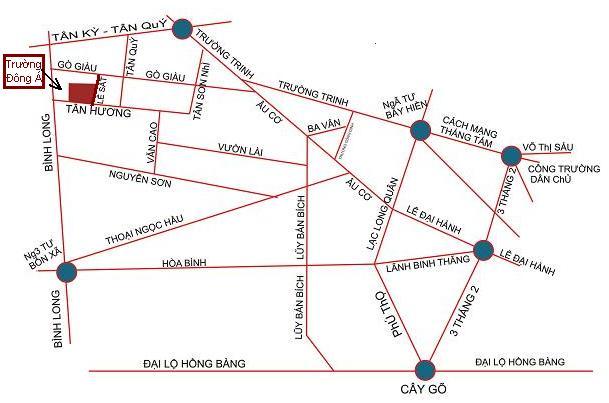 TÂN KỲ - TÂN QUÝ
Trường
Đông Á
GÒ GIÀU
TÂN QUÝ
GÒ GIÀU
LÊ SÁT
TÂN HƯƠNG
TÂN SƠN NHÌ
TRƯỜNG TRINH
TRƯỜNG TRINH
ÂU CƠ
BA VÂN
NgÃ TƯ
BẢY HIỀN
CÁCH MẠNG
THÁNG TÁM
VÕ THỊ SÁU
CÔNG TRƯỜNG
DÂN CHỦ
BÌNH LONG
VĂN CAO
VƯỜN LÀI
NGUYỄN SƠN
ÂU CƠ
LẠC LONG QUÂN
3 THÁNG 2
LŨY BÁN BÍCH
THOẠI NGỌC HẦU
LÊ ĐẠI HÀNH
LÊ ĐẠI HÀNH
Ng3 TƯ
BỐN XÃ
HÒA BÌNH
LÃNH BINH THĂNG
BÌNH LONG
LŨY BÁN BÍCH
PHÚ THỌ
3 THÁNG 2
ĐẠI LỘ HỒNG BÀNG
ĐẠI LỘ HỒNG BÀNG
CÂY GÕ